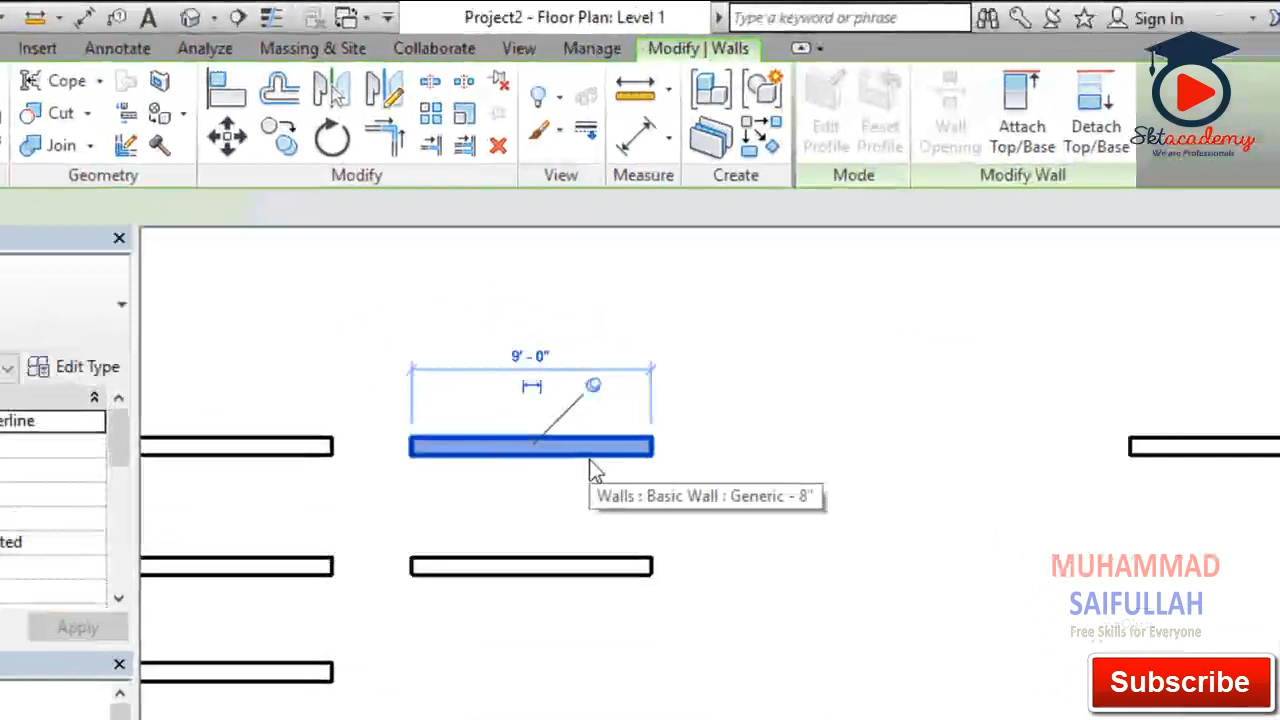 Project2 - Floor Plan: Level 1
Type a keyword or phrase
Sign In
Insert
Annotate
Analyze
Massing & Site
Collaborate
View
Manage
Modify | Walls
Cope
Cut
Join
Edit Profile
Reset Profile
Wall Opening
Attach Top/Base
Detach Top/Base
Geometry
Modify
View
Measure
Create
Mode
Modify Wall
Sktacademy
We are Professionals
Edit Type
erline
ted
Apply
9' - 0"
Walls : Basic Wall : Generic - 8"
MUHAMMAD
SAIFULLAH
Free Skills for Everyone
Subscribe